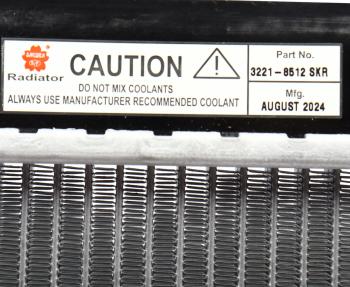 SAKURA
Radiator
CAUTION
DO NOT MIX COOLANTS
ALWAYS USE MANUFACTURER RECOMMENDED COOLANT
Part No.
3221-8512 SKR
Mfg.
AUGUST 2024